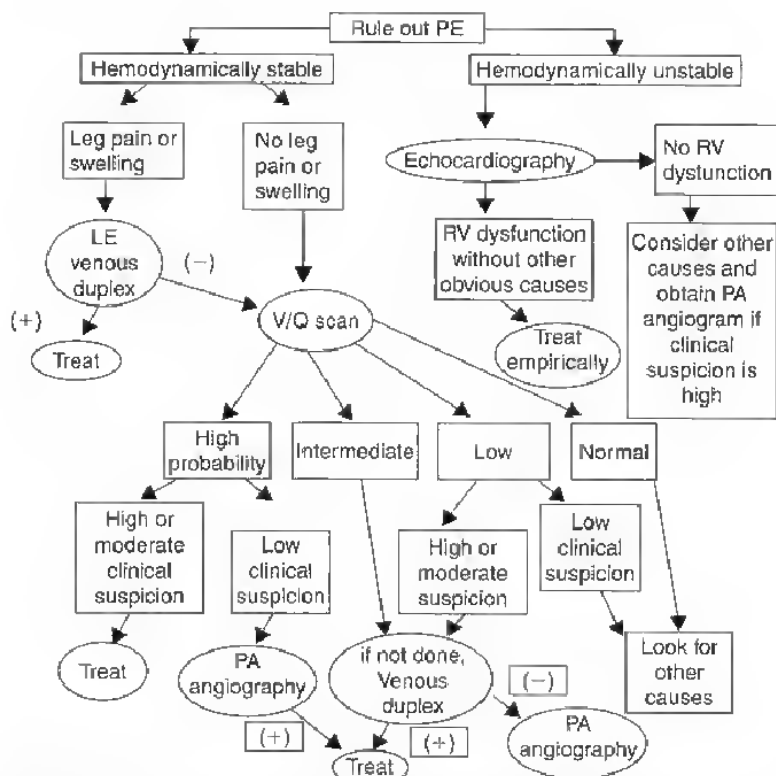 Rule out PE
Hemodynamically stable
Hemodynamically unstable
Leg pain or
swelling
No leg
pain or
swelling
Echocardiography
No RV
dystunction
LE
venous
duplex
(−)
(+)
Treat
V/Q scan
RV dysfunction
without other
obvious causes
Treat
empirically
Consider other
causes and
obtain PA
angiogram if
clinical
suspicion is
high
High
probability
Intermediate
Low
Normal
High or
moderate
clinical
suspicion
Low
clinical
suspicion
High or
moderate
suspicion
Low
clinical
suspicion
Treat
PA
angiography
if not done,
Venous
duplex
(−)
Look for
other
causes
(+)
(+)
Treat
PA
angiography